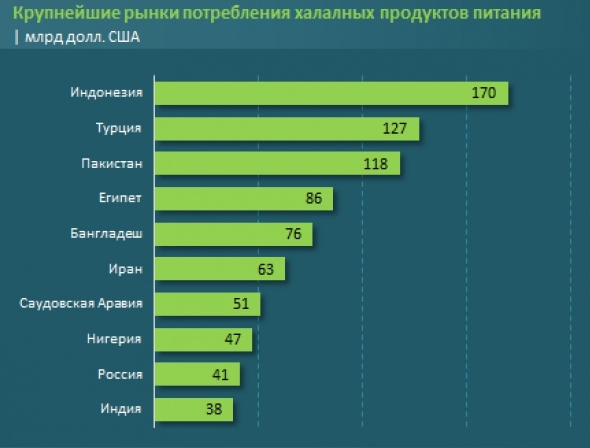 Крупнейшие рынки потребления халалных продуктов питания
| млрд долл. США
Индонезия 170
Турция 127
Пакистан 118
Египет 86
Бангладеш 76
Иран 63
Саудовская Аравия 51
Нигерия 47
Россия 41
Индия 38